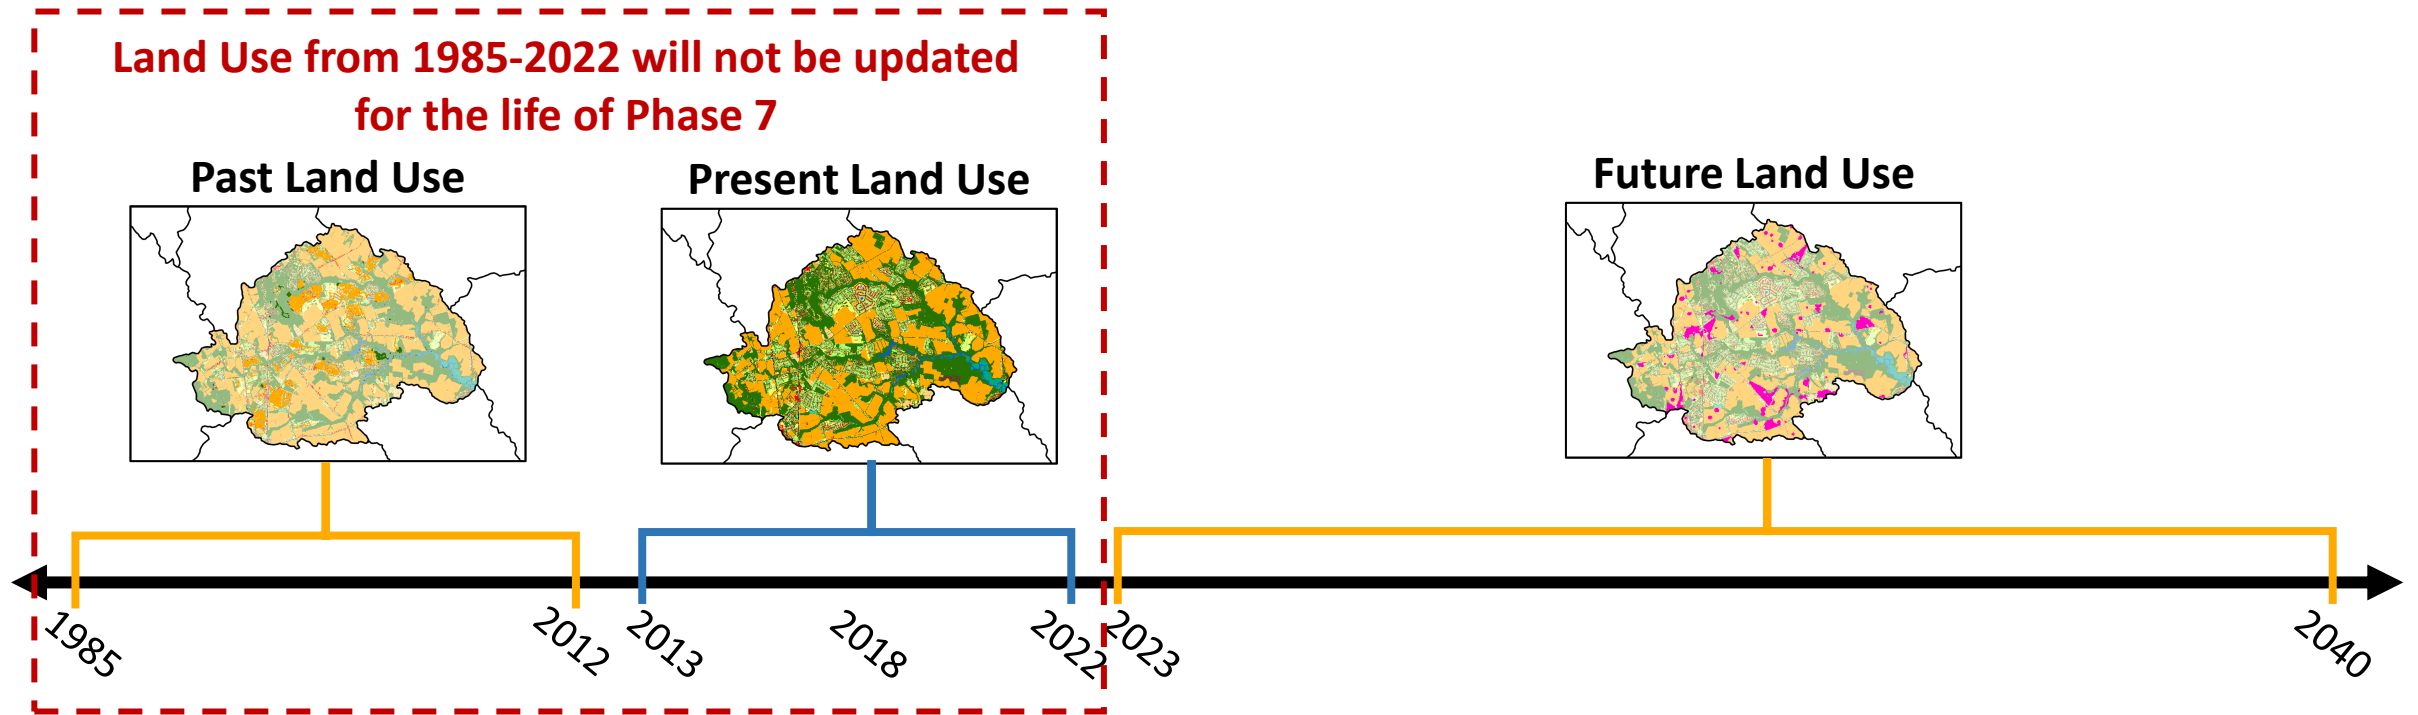 Land Use from 1985-2022 will not be updated
for the life of Phase 7
Past Land Use
Present Land Use
Future Land Use
1985
2012
2013
2018
2022
2023
2040